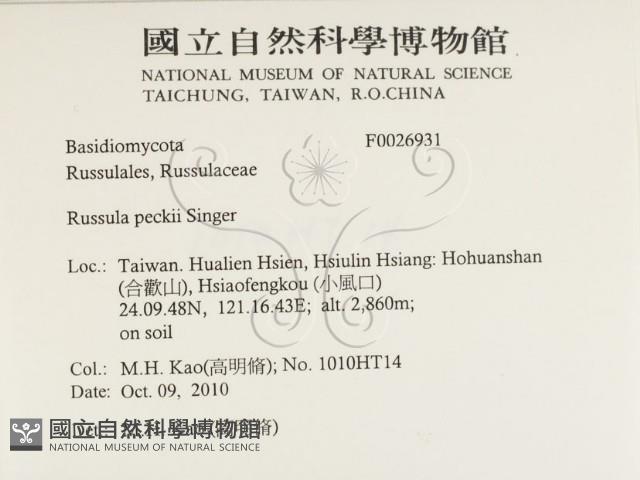 國立自然科學博物館
NATIONAL MUSEUM OF NATURAL SCIENCE
TAICHUNG, TAIWAN, R.O.CHINA
Basidiomycota F0026931
Russulales, Russulaceae
Russula peckii Singer
Loc.: Taiwan. Hualien Hsien, Hsiulin Hsiang: Hohuanshan
(合歡山), Hsiaofengkou (小風口)
24.09.48N, 121.16.43E; alt. 2,860m;
on soil
Col.: M.H. Kao(高明脩); No. 1010HT14
Date: Oct. 09, 2010
國立自然科學博物館
NATIONAL MUSEUM OF NATURAL SCIENCE